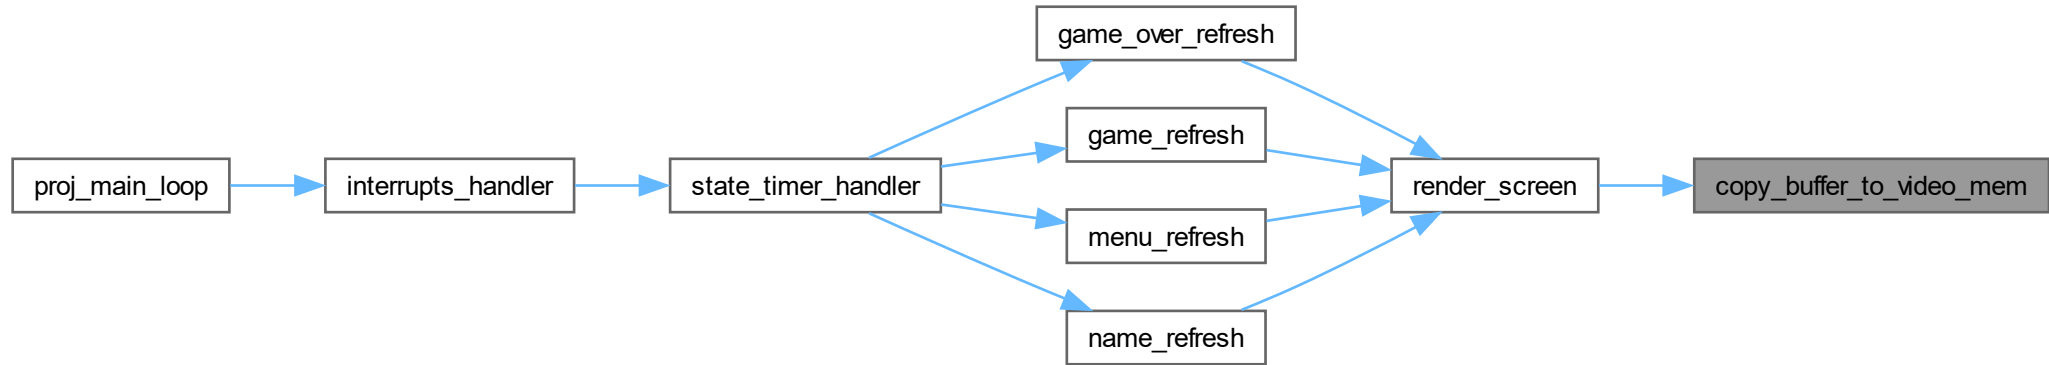 proj_main_loop
interrupts_handler
state_timer_handler
game_over_refresh
game_refresh
menu_refresh
name_refresh
render_screen
copy_buffer_to_video_mem